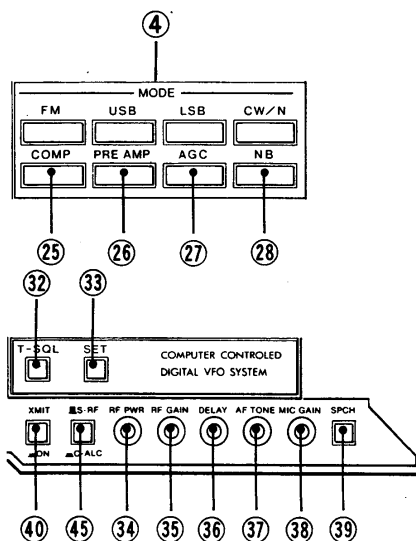 4
MODE
FM USB LSB CW/N
COMP PRE AMP AGC NB
25 26 27 28
32 33
T-SQL SET
COMPUTER CONTROLED
DIGITAL VFO SYSTEM
XMIT S·RF RF PWR RF GAIN DELAY AF TONE MIC GAIN SPCH
ON C·ALC
40 45 34 35 36 37 38 39